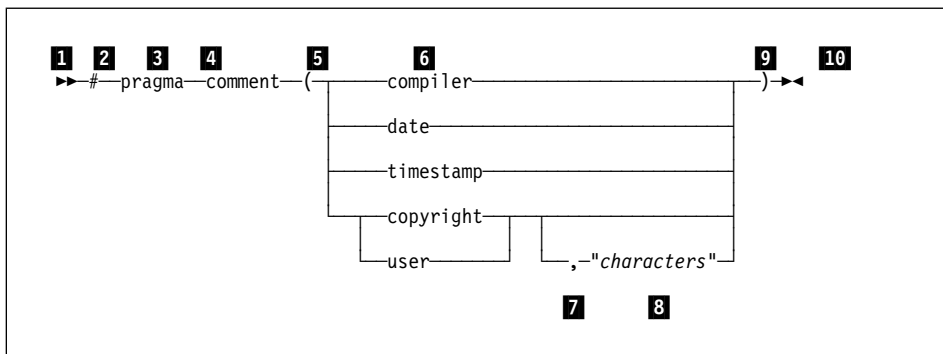 1 2 3 4 5 6 9 10
# pragma comment ( compiler )
date
timestamp
copyright
user , "characters"
7 8